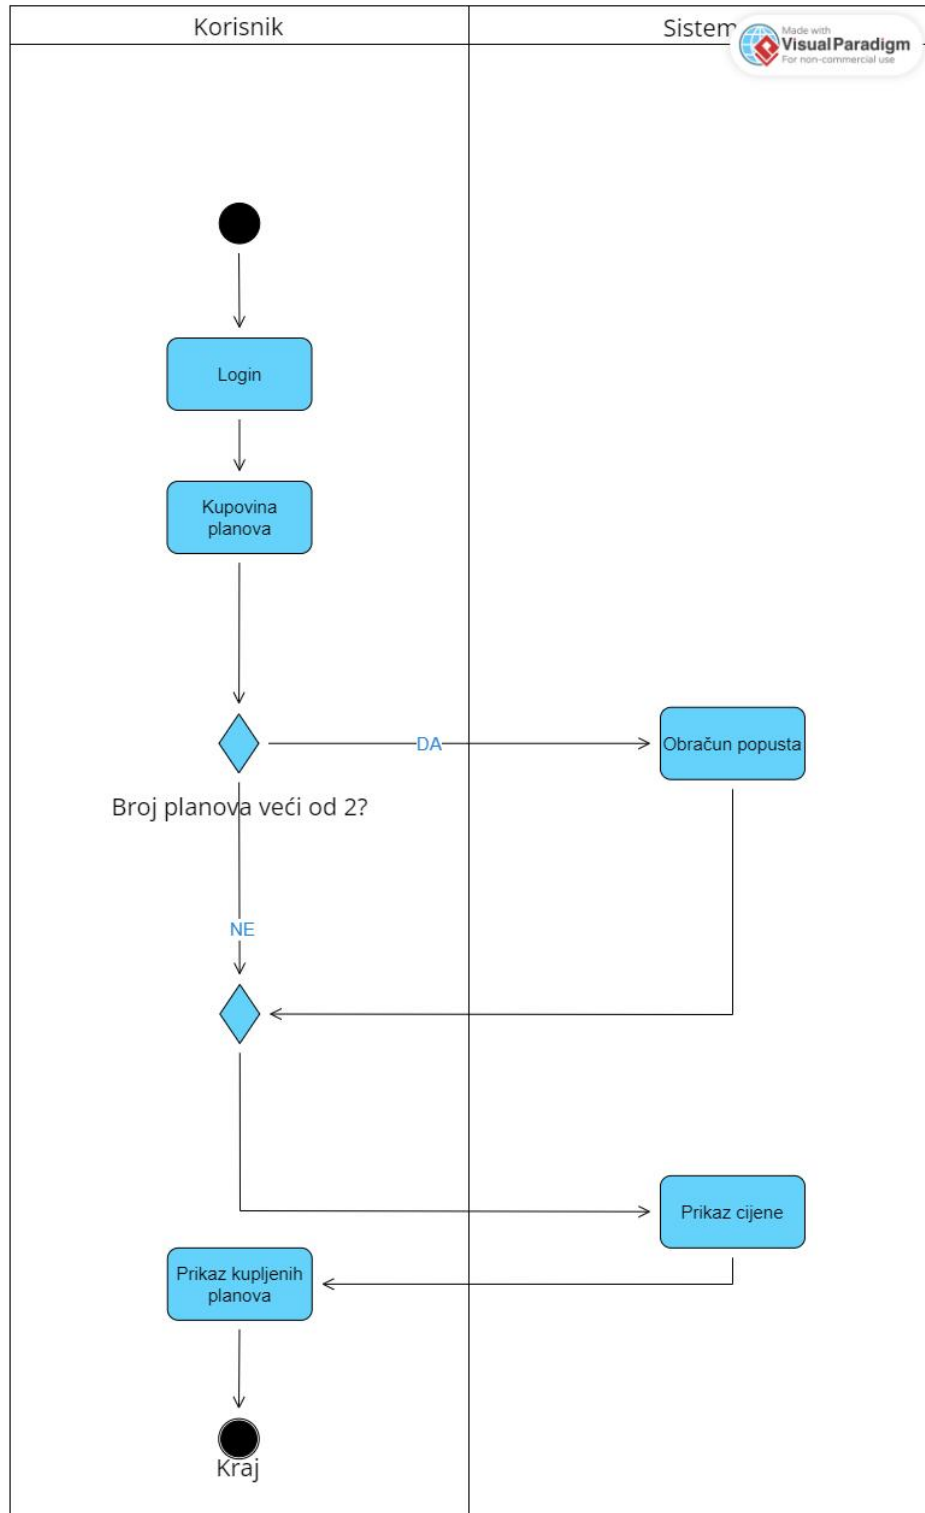 Korisnik
Sistem
Made with
Visual Paradigm
For non-commercial use
Login
Kupovina
planova
DA
Obračun popusta
Broj planova veći od 2?
NE
Prikaz cijene
Prikaz kupljenih
planova
Kraj